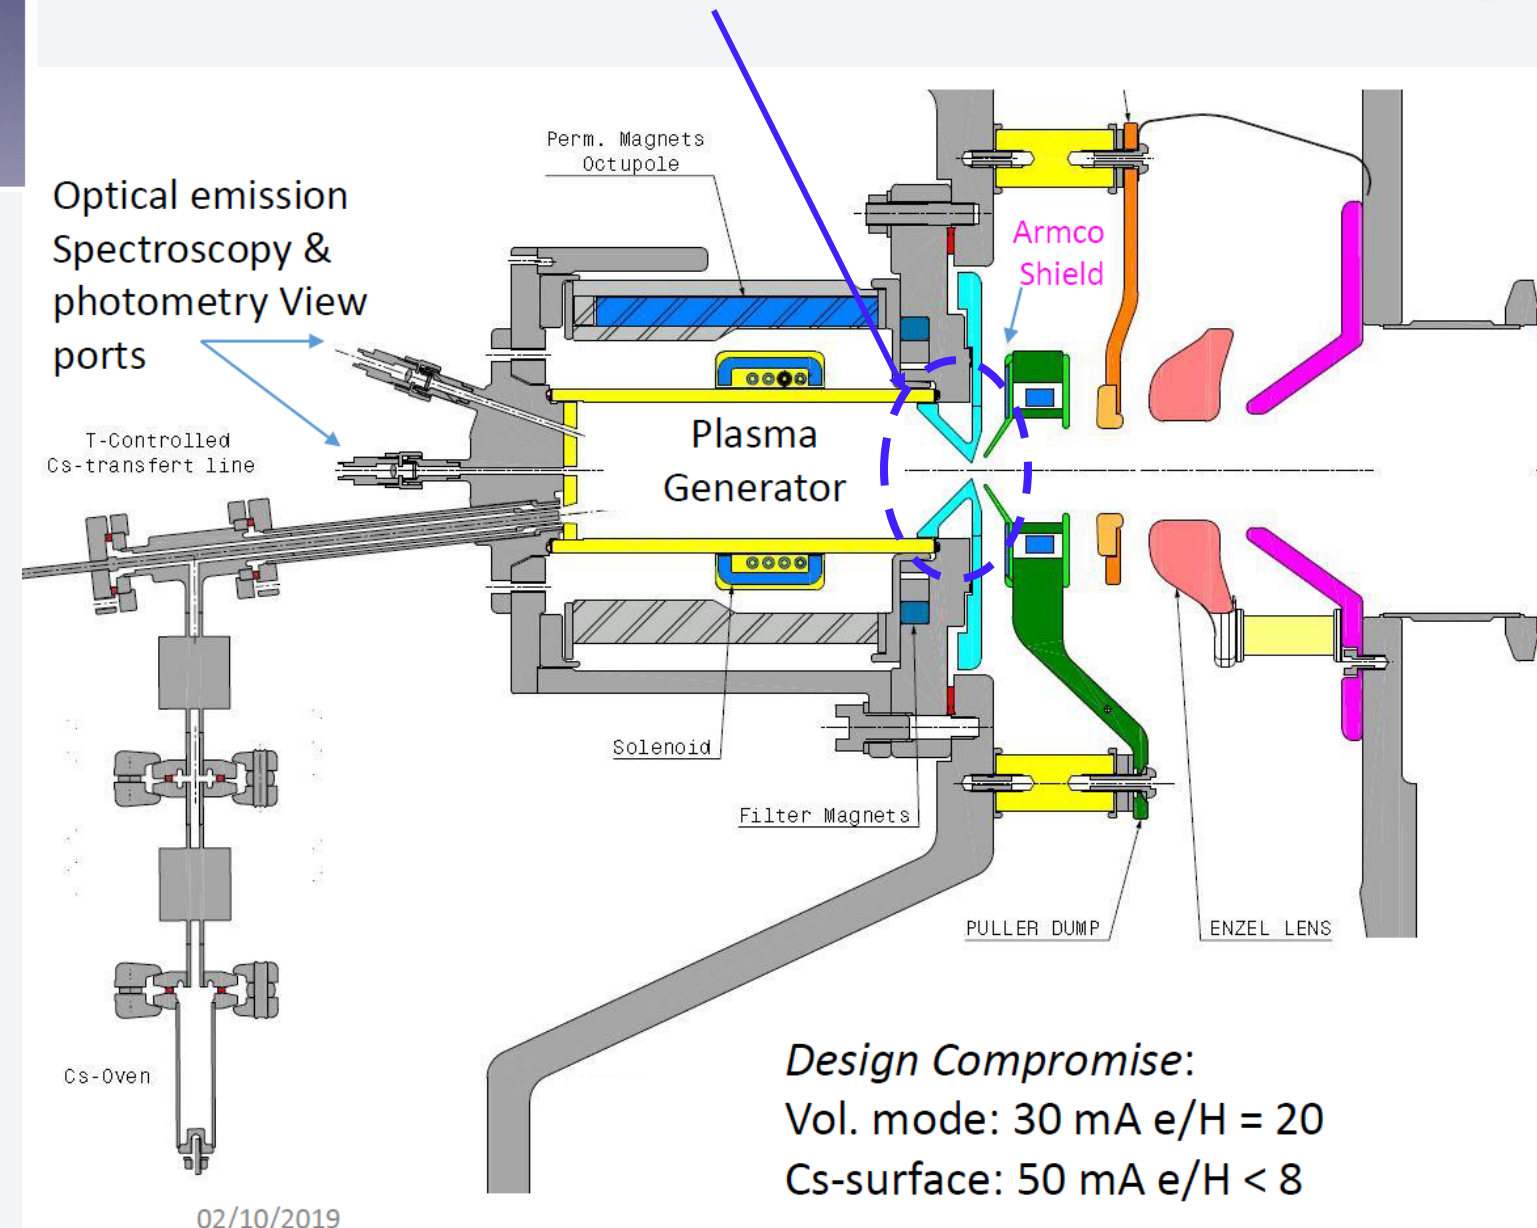 Perm. Magnets
Octupole
Optical emission
Spectroscopy &
photometry View
ports
Armco
Shield
T-Controlled
Cs-transfert line
Plasma
Generator
Solenoid
Filter Magnets
PULLER DUMP
ENZEL LENS
Cs-Oven
Design Compromise:
Vol. mode: 30 mA e/H = 20
Cs-surface: 50 mA e/H < 8
02/10/2019